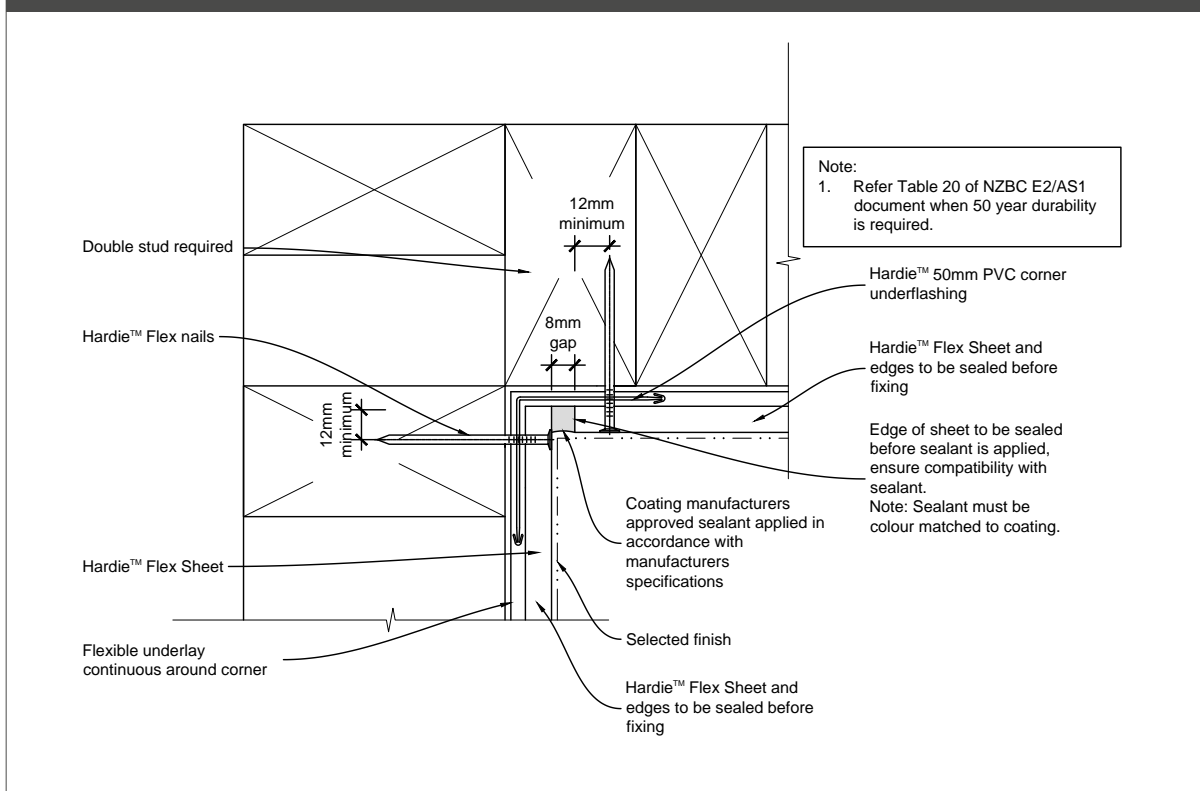 Note:
1. Refer Table 20 of NZBC E2/AS1
document when 50 year durability
is required.
12mm
minimum
Double stud required
Hardie™ 50mm PVC corner
underflashing
8mm
gap
Hardie™ Flex nails
Hardie™ Flex Sheet and
edges to be sealed before
fixing
12mm
minimum
Edge of sheet to be sealed
before sealant is applied,
ensure compatibility with
sealant.
Note: Sealant must be
colour matched to coating.
Coating manufacturers
approved sealant applied in
accordance with
manufacturers
specifications
Hardie™ Flex Sheet
Selected finish
Flexible underlay
continuous around corner
Hardie™ Flex Sheet and
edges to be sealed before
fixing